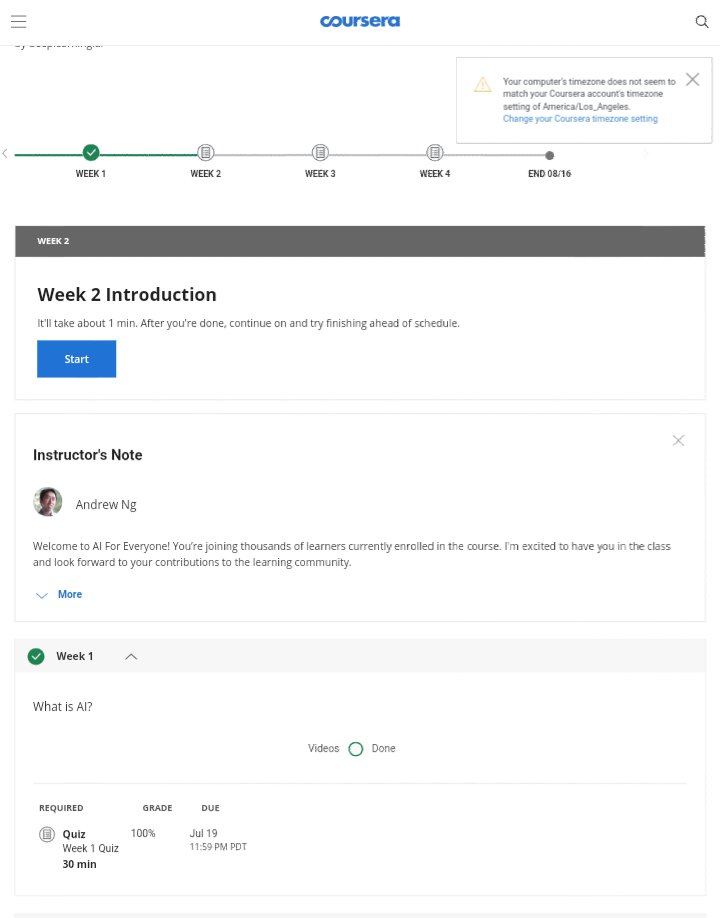 coursera
Your computer's timezone does not seem to
match your Coursera account's timezone
setting of America/Los_Angeles.
Change your Coursera timezone setting
WEEK 1
WEEK 2
WEEK 3
WEEK 4
END 08/16
WEEK 2
Week 2 Introduction
It'll take about 1 min. After you're done, continue on and try finishing ahead of schedule.
Start
Instructor's Note
Andrew Ng
Welcome to AI For Everyone! You're joining thousands of learners currently enrolled in the course. I'm excited to have you in the class
and look forward to your contributions to the learning community.
More
Week 1
What is AI?
Videos Done
REQUIRED GRADE DUE
Quiz 100% Jul 19
Week 1 Quiz 11:59 PM PDT
30 min